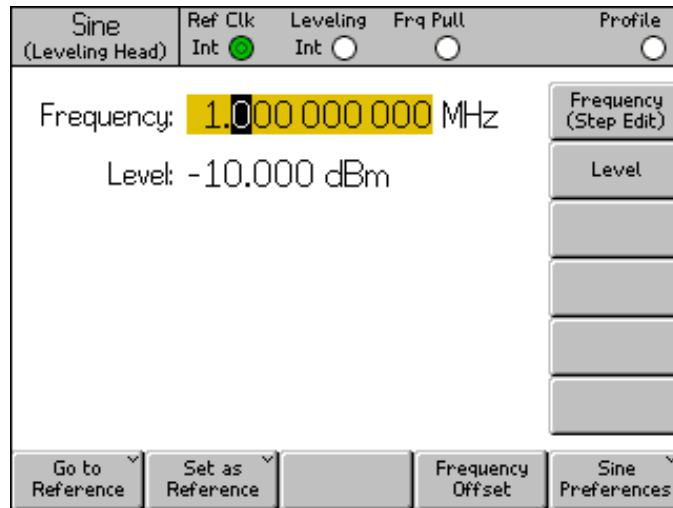 Sine
(Leveling Head)
Ref Clk
Int
Leveling
Int
Frq Pull
Profile
Frequency: 1.000 000 000 MHz
Level: -10.000 dBm
Frequency
(Step Edit)
Level
Go to
Reference
Set as
Reference
Frequency
Offset
Sine
Preferences